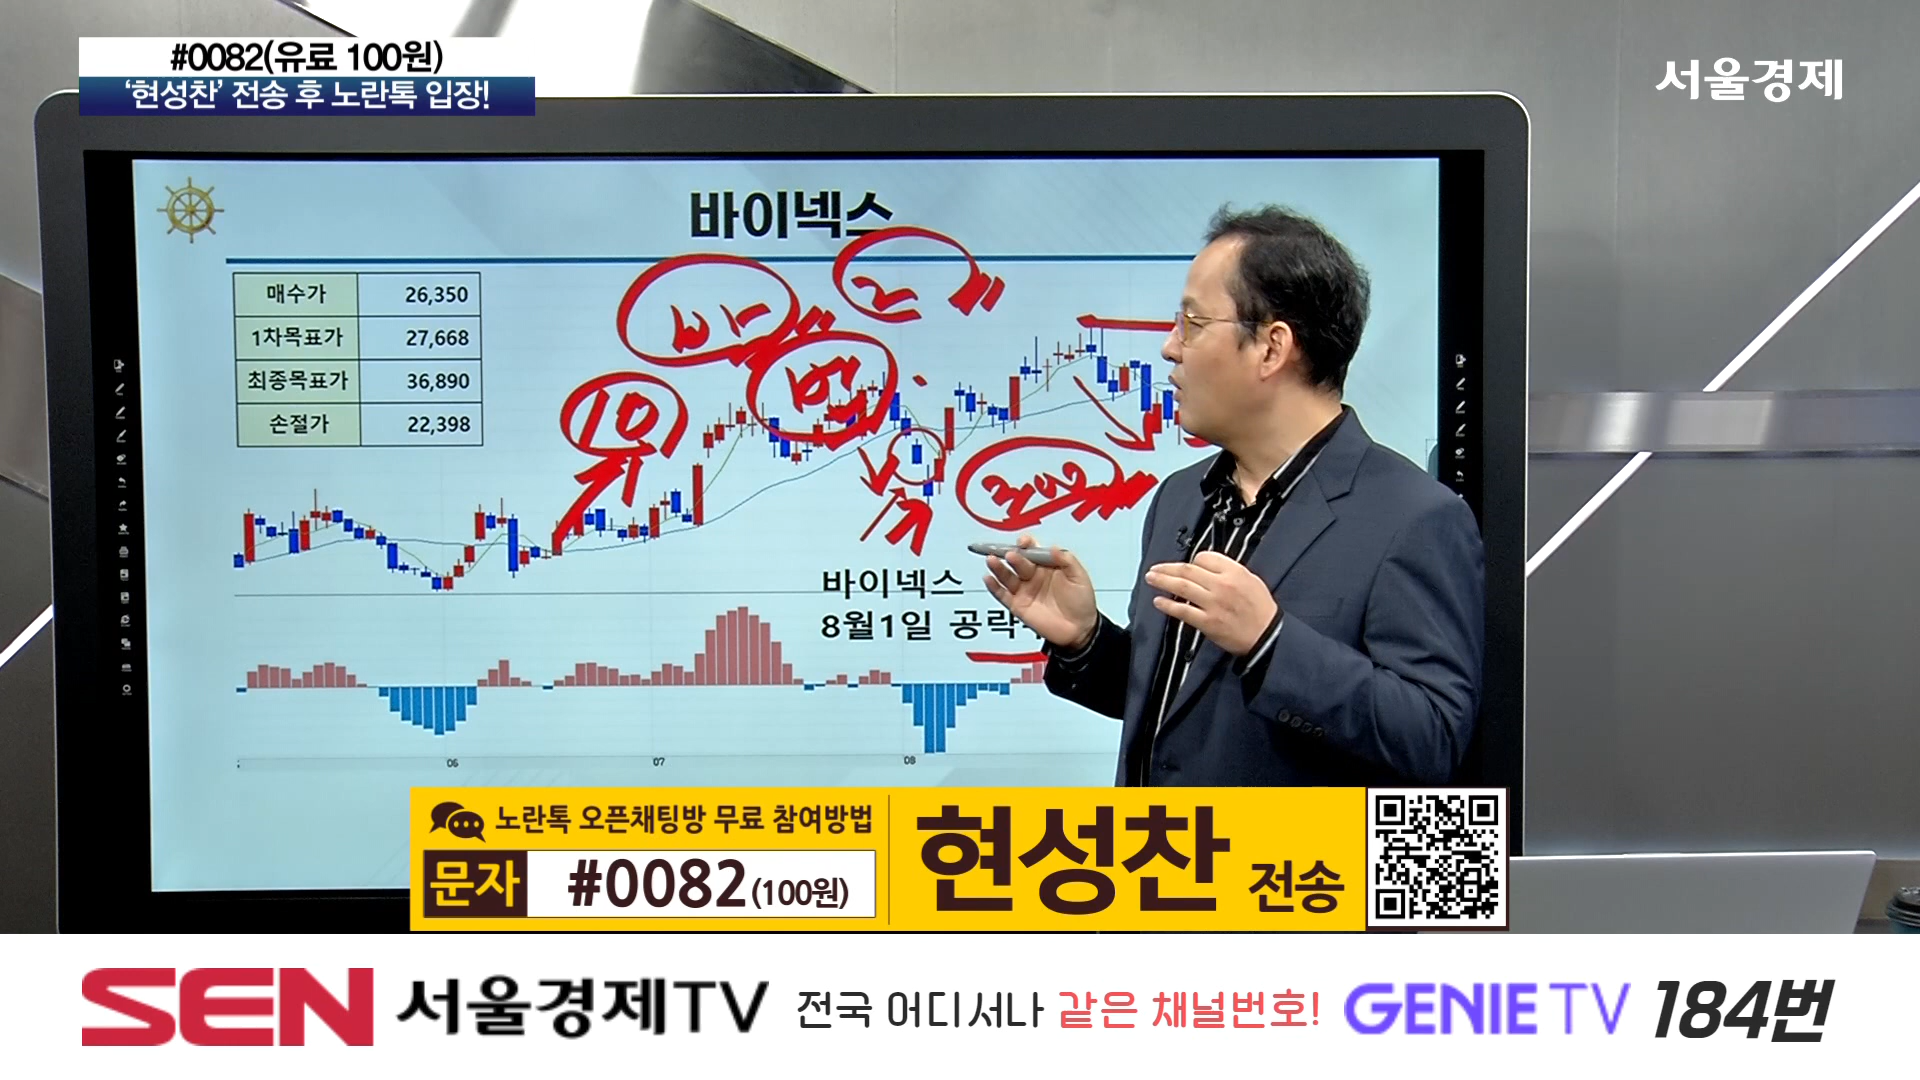 #0082(유료 100원)
‘현성찬’ 전송 후 노란톡 입장!
서울경제
바이넥스
매수가 26,350
1차목표가 27,668
최종목표가 36,890
손절가 22,398
10
바이넥스
8월1일 공략
06 07 08
노란톡 오픈채팅방 무료 참여방법
문자 #0082(100원)
현성찬 전송
SEN 서울경제TV 전국 어디서나 같은 채널번호! GENIE TV 184번